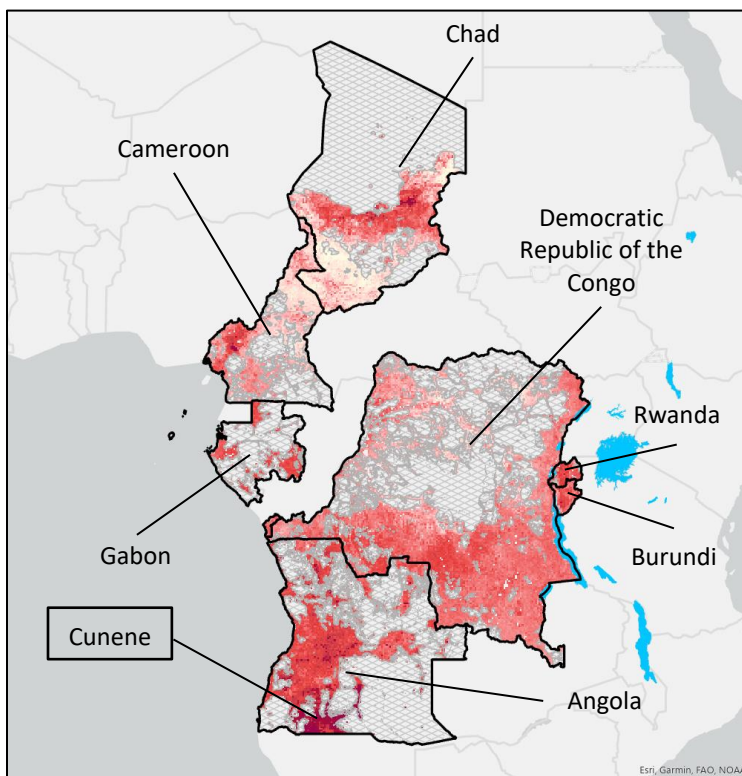 Chad
Cameroon
Democratic
Republic of the
Congo
Rwanda
Gabon
Burundi
Cunene
Angola
Esri, Garmin, FAO, NOAA